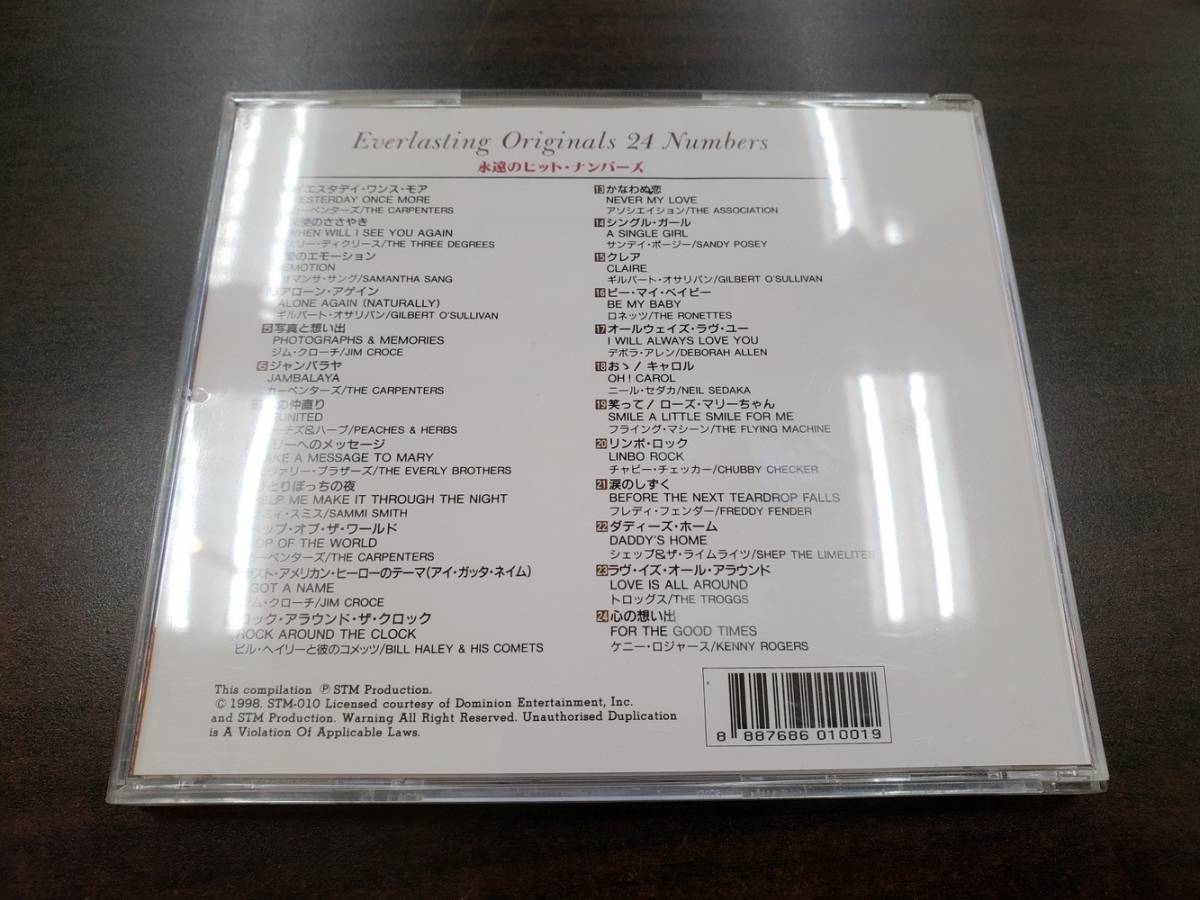 Everlasting Originals 24 Numbers
永遠のヒット・ナンバーズ
イエスタデイ・ワンス・モア
YESTERDAY ONCE MORE
カーペンターズ/THE CARPENTERS
天使のささやき
WHEN WILL I SEE YOU AGAIN
スリー・ディクリース/THE THREE DEGREES
愛のエモーション
EMOTION
サマンサ・サング/SAMANTHA SANG
アローン・アゲイン
ALONE AGAIN (NATURALLY)
ギルバート・オサリバン/GILBERT O'SULLIVAN
5 写真と想い出
PHOTOGRAPHS & MEMORIES
ジム・クローチ/JIM CROCE
6 ジャンバラヤ
JAMBALAYA
カーペンターズ/THE CARPENTERS
の仲直り
UNITED
チズ&ハーブ/PEACHES & HERBS
リーへのメッセージ
KE A MESSAGE TO MARY
ヴァリー・ブラザーズ/THE EVERLY BROTHERS
ひとりぼっちの夜
HELP ME MAKE IT THROUGH THE NIGHT
ミィ・スミス/SAMMI SMITH
トップ・オブ・ザ・ワールド
TOP OF THE WORLD
カーペンターズ/THE CARPENTERS
ラスト・アメリカン・ヒーローのテーマ(アイ・ガッタ・ネイム)
GOT A NAME
ジム・クローチ/JIM CROCE
ロック・アラウンド・ザ・クロック
ROCK AROUND THE CLOCK
ビル・ヘイリーと彼のコメッツ/BILL HALEY & HIS COMETS
13 かなわぬ恋
NEVER MY LOVE
アソシエイション/THE ASSOCIATION
14 シングル・ガール
A SINGLE GIRL
サンデイ・ポージー/SANDY POSEY
15 クレア
CLAIRE
ギルバート・オサリバン/GILBERT O'SULLIVAN
16 ビー・マイ・ベイビー
BE MY BABY
ロネッツ/THE RONETTES
17 オールウェイズ・ラヴ・ユー
I WILL ALWAYS LOVE YOU
デボラ・アレン/DEBORAH ALLEN
18 おゝ! キャロル
OH! CAROL
ニール・セダカ/NEIL SEDAKA
19 笑って! ローズ・マリーちゃん
SMILE A LITTLE SMILE FOR ME
フライング・マシーン/THE FLYING MACHINE
20 リンボ・ロック
LINBO ROCK
チャビー・チェッカー/CHUBBY CHECKER
21 涙のしずく
BEFORE THE NEXT TEARDROP FALLS
フレディ・フェンダー/FREDDY FENDER
22 ダディーズ・ホーム
DADDY'S HOME
シェップ&ザ・ライムライツ/SHEP THE LIMELITES
23 ラヴ・イズ・オール・アラウンド
LOVE IS ALL AROUND
トロッグス/THE TROGGS
24 心の想い出
FOR THE GOOD TIMES
ケニー・ロジャース/KENNY ROGERS
This compilation ℗ STM Production.
© 1998. STM-010 Licensed courtesy of Dominion Entertainment, Inc.
and STM Production. Warning All Right Reserved. Unauthorised Duplication
is A Violation Of Applicable Laws.
8 887686 010019